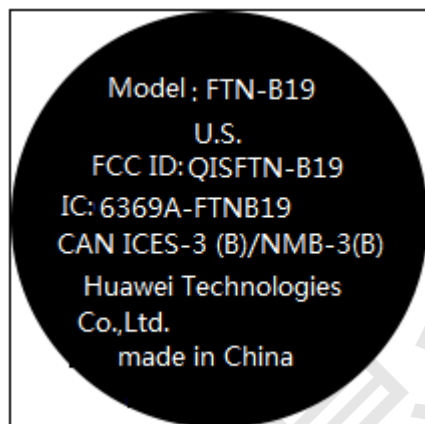 Model : FTN-B19
U.S.
FCC ID: QISFTN-B19
IC: 6369A-FTNB19
CAN ICES-3 (B)/NMB-3(B)
Huawei Technologies
Co.,Ltd.
made in China